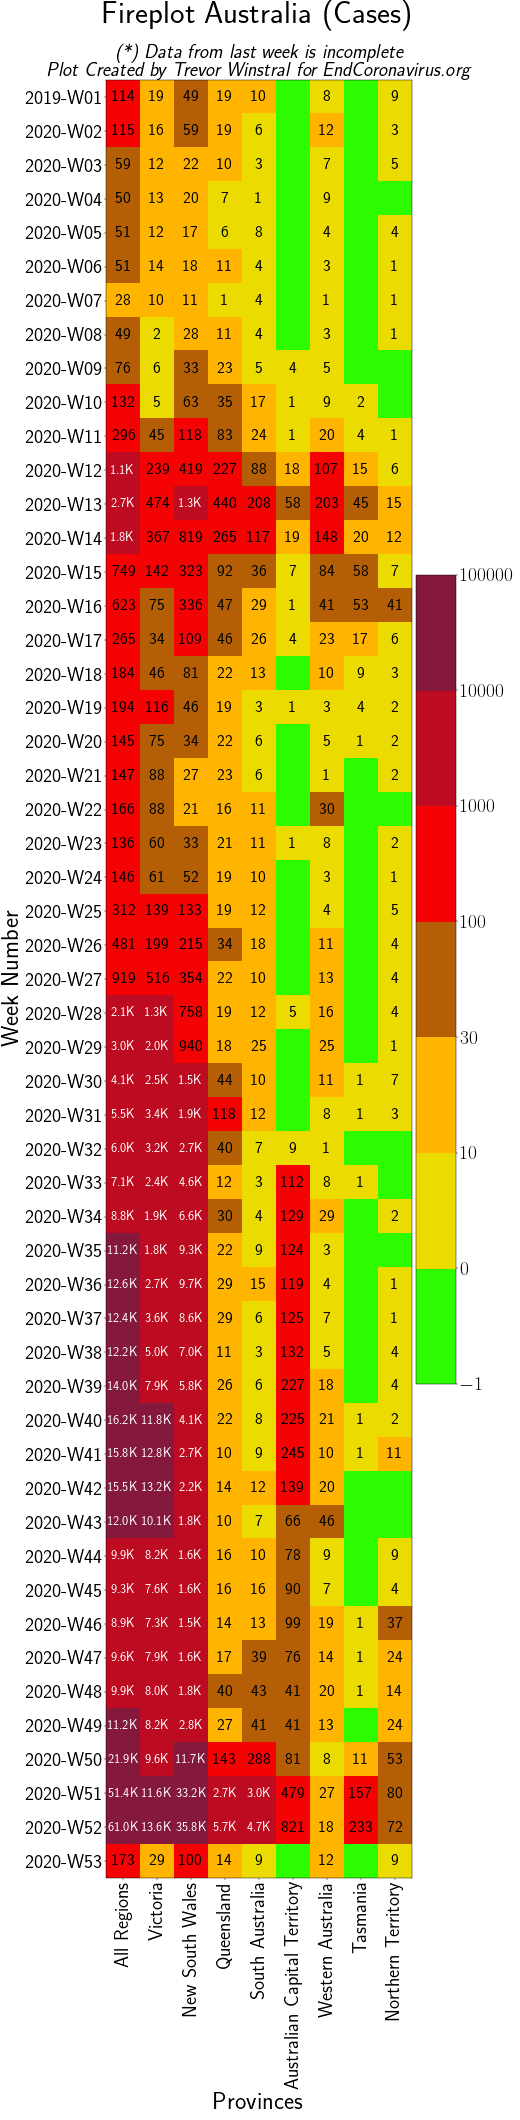 Fireplot Australia (Cases)
(*) Data from last week is incomplete
Plot Created by Trevor Winstral for EndCoronavirus.org
2019-W01 114 19 49 19 10 8 9
2020-W02 115 16 59 19 6 12 3
2020-W03 59 12 22 10 3 7 5
2020-W04 50 13 20 7 1 9
2020-W05 51 12 17 6 8 4 4
2020-W06 51 14 18 11 4 3 1
2020-W07 28 10 11 1 4 1 1
2020-W08 49 2 28 11 4 3 1
2020-W09 76 6 33 23 5 4 5
2020-W10 132 5 63 35 17 1 9 2
2020-W11 296 45 118 83 24 1 20 4 1
2020-W12 1.1K 239 419 227 88 18 107 15 6
2020-W13 2.7K 474 1.3K 440 208 58 203 45 15
2020-W14 1.8K 367 819 265 117 19 148 20 12
2020-W15 749 142 323 92 36 7 84 58 7
2020-W16 623 75 336 47 29 1 41 53 41
2020-W17 265 34 109 46 26 4 23 17 6
2020-W18 184 46 81 22 13 10 9 3
2020-W19 194 116 46 19 3 1 3 4 2
2020-W20 145 75 34 22 6 5 1 2
2020-W21 147 88 27 23 6 1 2
2020-W22 166 88 21 16 11 30
2020-W23 136 60 33 21 11 1 8 2
2020-W24 146 61 52 19 10 3 1
2020-W25 312 139 133 19 12 4 5
2020-W26 481 199 215 34 18 11 4
2020-W27 919 516 354 22 10 13 4
2020-W28 2.1K 1.3K 758 19 12 5 16 4
2020-W29 3.0K 2.0K 940 18 25 25 1
2020-W30 4.1K 2.5K 1.5K 44 10 11 1 7
2020-W31 5.5K 3.4K 1.9K 118 12 8 1 3
2020-W32 6.0K 3.2K 2.7K 40 7 9 1
2020-W33 7.1K 2.4K 4.6K 12 3 112 8 1
2020-W34 8.8K 1.9K 6.6K 30 4 129 29 2
2020-W35 11.2K 1.8K 9.3K 22 9 124 3
2020-W36 12.6K 2.7K 9.7K 29 15 119 4 1
2020-W37 12.4K 3.6K 8.6K 29 6 125 7 1
2020-W38 12.2K 5.0K 7.0K 11 3 132 5 4
2020-W39 14.0K 7.9K 5.8K 26 6 227 18 4
2020-W40 16.2K 11.8K 4.1K 22 8 225 21 1 2
2020-W41 15.8K 12.8K 2.7K 10 9 245 10 1 11
2020-W42 15.5K 13.2K 2.2K 14 12 139 20
2020-W43 12.0K 10.1K 1.8K 10 7 66 46
2020-W44 9.9K 8.2K 1.6K 16 10 78 9 9
2020-W45 9.3K 7.6K 1.6K 16 16 90 7 4
2020-W46 8.9K 7.3K 1.5K 14 13 99 19 1 37
2020-W47 9.6K 7.9K 1.6K 17 39 76 14 1 24
2020-W48 9.9K 8.0K 1.8K 40 43 41 20 1 14
2020-W49 11.2K 8.2K 2.8K 27 41 41 13 24
2020-W50 21.9K 9.6K 11.7K 143 288 81 8 11 53
2020-W51 51.4K 11.6K 33.2K 2.7K 3.0K 479 27 157 80
2020-W52 61.0K 13.6K 35.8K 5.7K 4.7K 821 18 233 72
2020-W53 173 29 100 14 9 12 9
Week Number
All Regions
Victoria
New South Wales
Queensland
South Australia
Australian Capital Territory
Western Australia
Tasmania
Northern Territory
Provinces
100000
10000
1000
100
30
10
0
−1